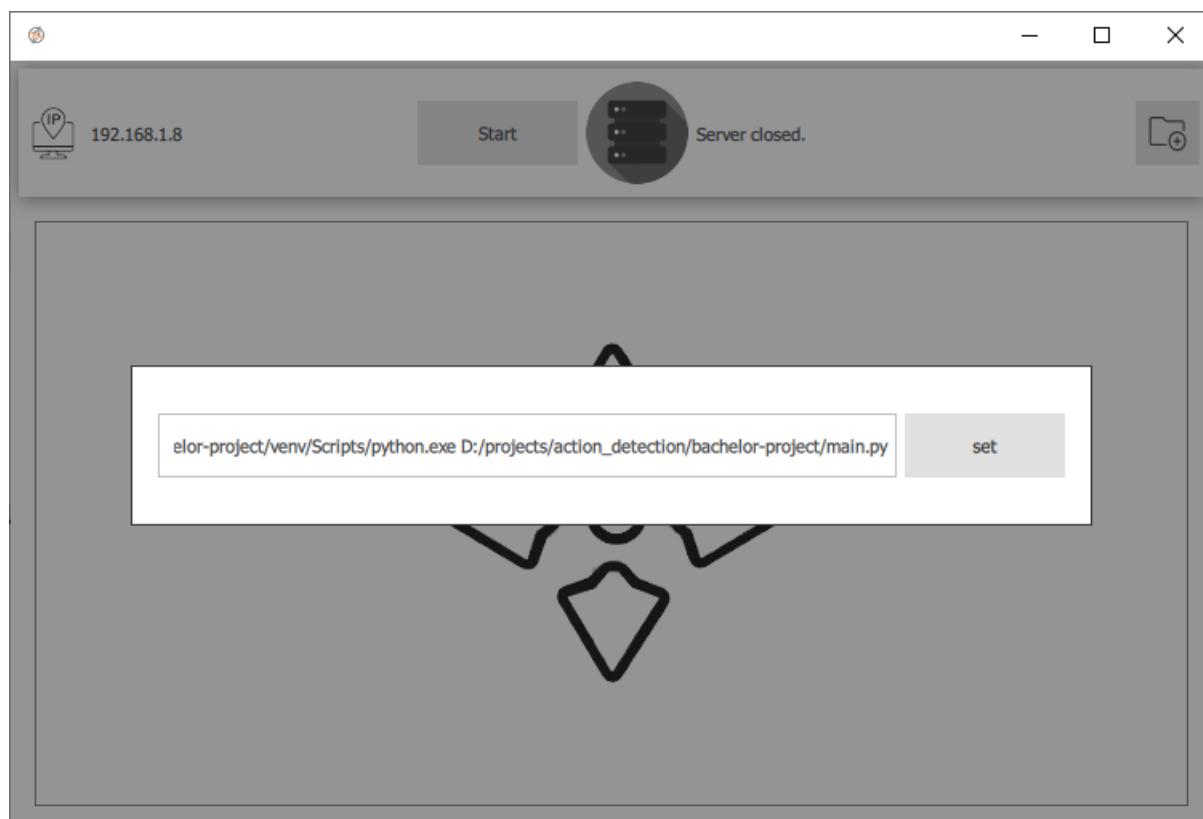 IP
192.168.1.8
Start
Server closed.
elor-project/venv/Scripts/python.exe D:/projects/action_detection/bachelor-project/main.py
set